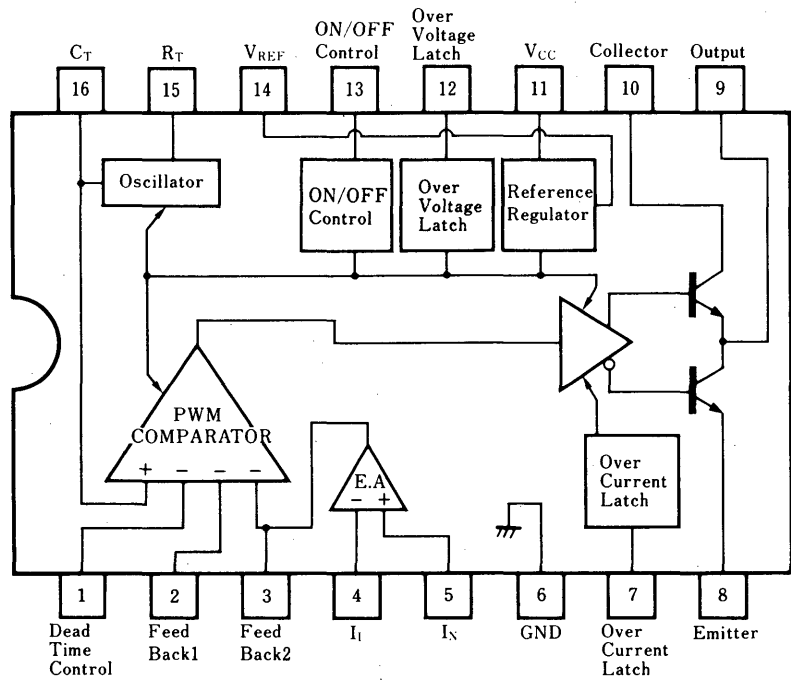 ON/OFF
Control
Over
Voltage
Latch
C_T
R_T
V_REF
V_CC
Collector
Output
16
15
14
13
12
11
10
9
Oscillator
ON/OFF
Control
Over
Voltage
Latch
Reference
Regulator
PWM
COMPARATOR
+ − − −
E.A
− +
Over
Current
Latch
1
2
3
4
5
6
7
8
Dead
Time
Control
Feed
Back1
Feed
Back2
I_I
I_N
GND
Over
Current
Latch
Emitter